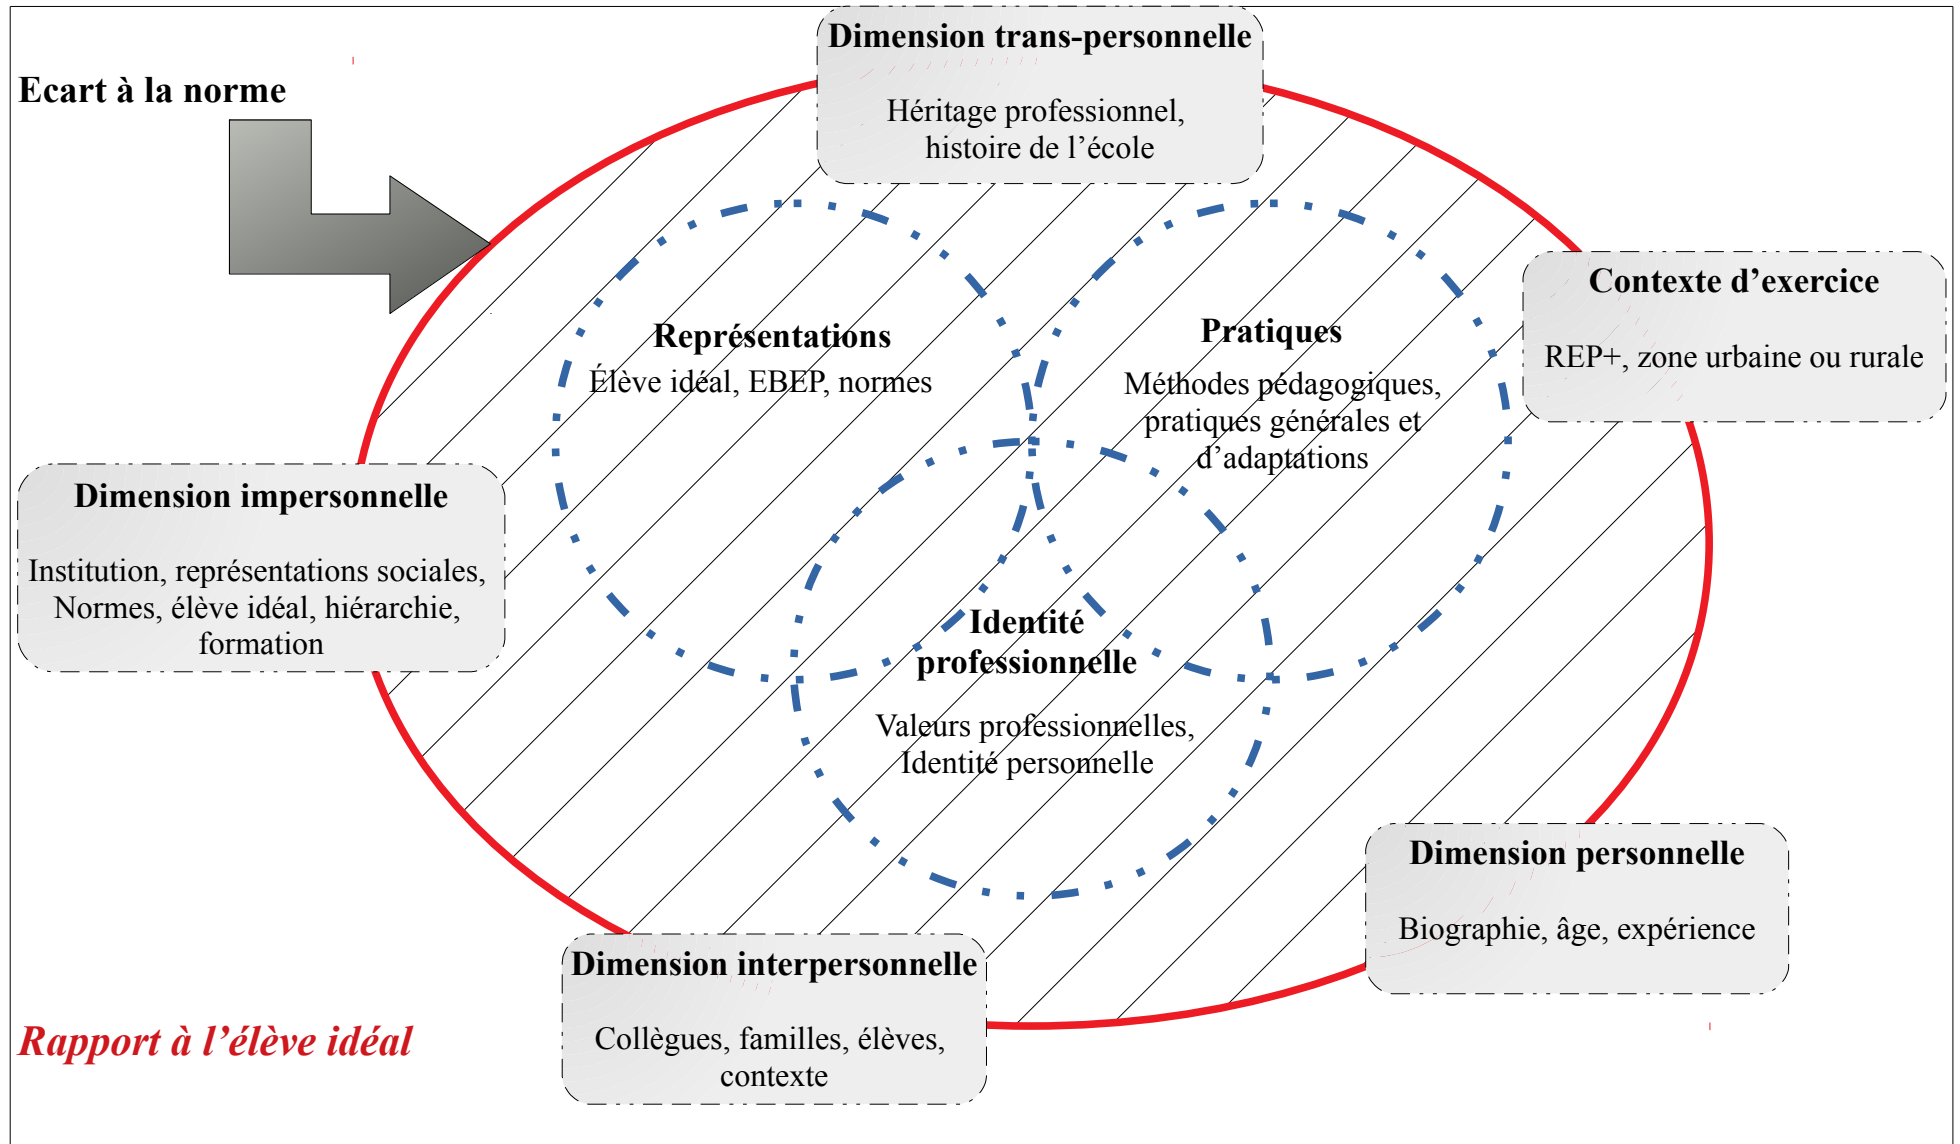 Dimension trans-personnelle
Héritage professionnel,
histoire de l’école
Ecart à la norme
Contexte d’exercice
REP+, zone urbaine ou rurale
Représentations
Élève idéal, EBEP, normes
Pratiques
Méthodes pédagogiques,
pratiques générales et
d’adaptations
Dimension impersonnelle
Institution, représentations sociales,
Normes, élève idéal, hiérarchie,
formation
Identité
professionnelle
Valeurs professionnelles,
Identité personnelle
Dimension personnelle
Biographie, âge, expérience
Dimension interpersonnelle
Collègues, familles, élèves,
contexte
Rapport à l’élève idéal